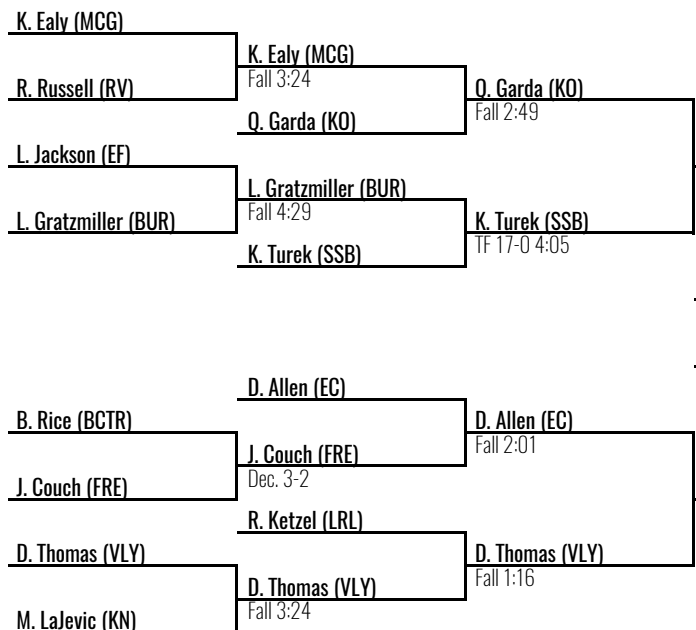 K. Ealy (MCG)
K. Ealy (MCG)
Fall 3:24
R. Russell (RV)
Q. Garda (KO)
Fall 2:49
Q. Garda (KO)
L. Jackson (EF)
L. Gratzmiller (BUR)
Fall 4:29
L. Gratzmiller (BUR)
K. Turek (SSB)
TF 17-0 4:05
K. Turek (SSB)
D. Allen (EC)
B. Rice (BCTR)
D. Allen (EC)
Fall 2:01
J. Couch (FRE)
Dec. 3-2
J. Couch (FRE)
R. Ketzel (LRL)
D. Thomas (VLY)
D. Thomas (VLY)
Fall 1:16
D. Thomas (VLY)
Fall 3:24
M. LaJevic (KN)